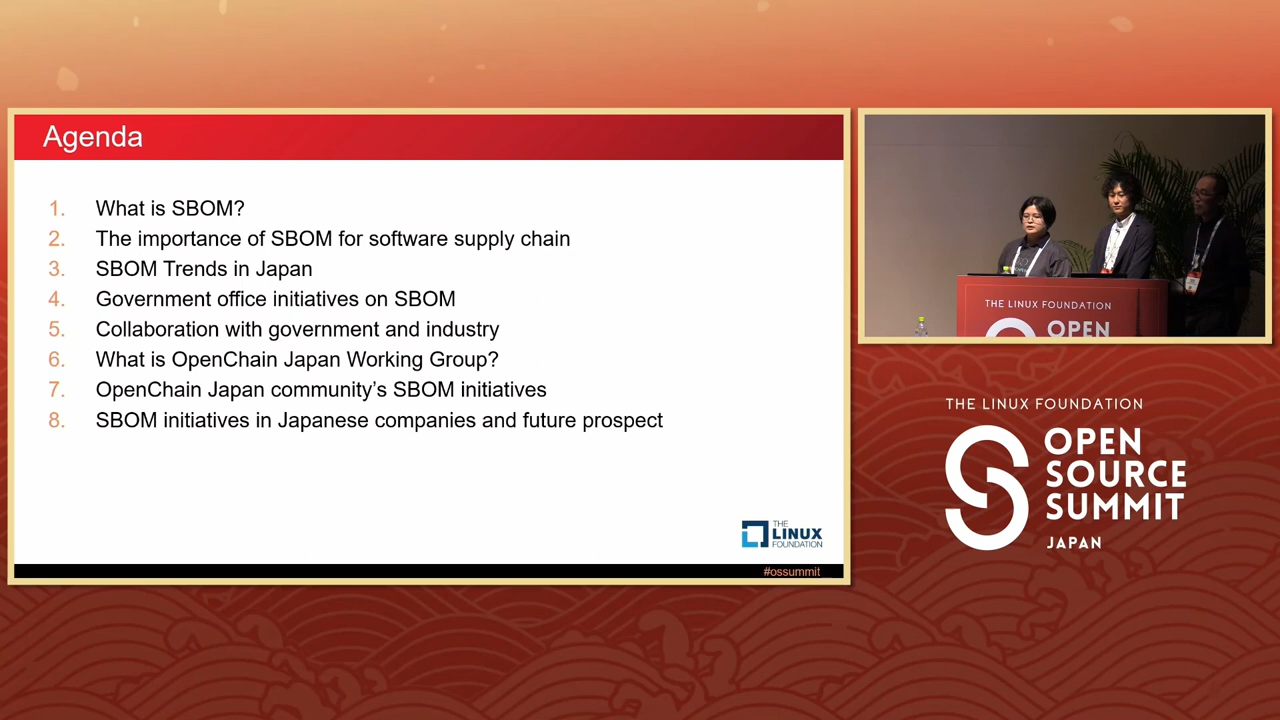 Agenda
1. What is SBOM?
2. The importance of SBOM for software supply chain
3. SBOM Trends in Japan
4. Government office initiatives on SBOM
5. Collaboration with government and industry
6. What is OpenChain Japan Working Group?
7. OpenChain Japan community’s SBOM initiatives
8. SBOM initiatives in Japanese companies and future prospect
THE
LINUX
FOUNDATION
#ossummit
THE LINUX FOUNDATION
OPEN
THE LINUX FOUNDATION
OPEN
SOURCE
SUMMIT
JAPAN